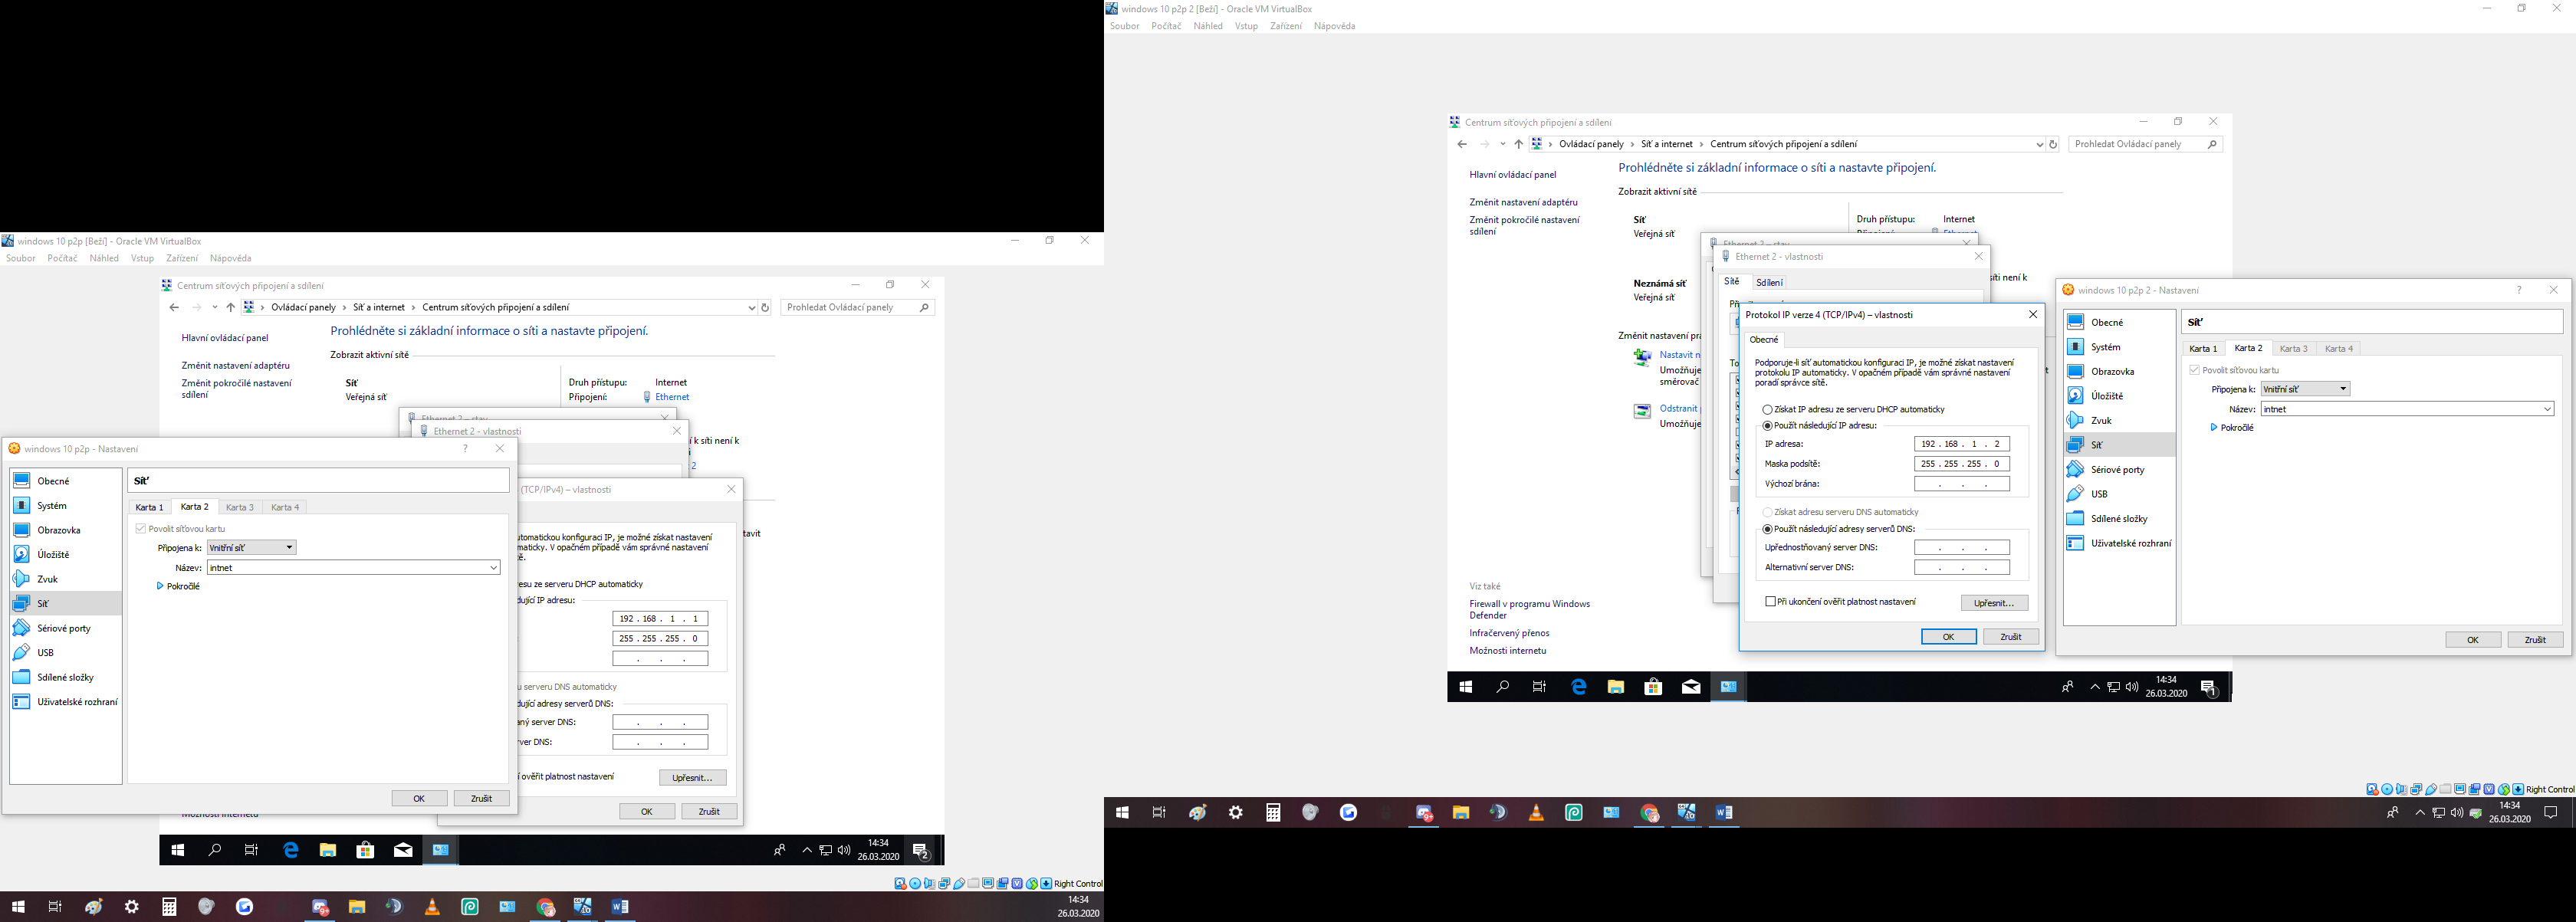 windows 10 p2p 2 [Běží] - Oracle VM VirtualBox
Soubor Počítač Náhled Vstup Zařízení Nápověda
Centrum síťových připojení a sdílení
Ovládací panely › Síť a internet › Centrum síťových připojení a sdílení
Prohledat Ovládací panely
Hlavní ovládací panel
Změnit nastavení adaptéru
Změnit pokročilé nastavení
sdílení
Prohlédněte si základní informace o síti a nastavte připojení.
Zobrazit aktivní sítě
Síť
Veřejná síť
Druh přístupu: Internet
Připojení: Ethernet
Neznámá síť
Veřejná síť
síti není k
Změnit nastavení
Nastavit
Umožňuje
směrovač
Odstranit
Umožňuje
Viz také
Firewall v programu Windows
Defender
Infračervený přenos
Možnosti internetu
Ethernet 2 – stav
Ethernet 2 - vlastnosti
Sítě Sdílení
Protokol IP verze 4 (TCP/IPv4) – vlastnosti
Obecné
Podporuje-li síť automatickou konfiguraci IP, je možné získat nastavení
protokolu IP automaticky. V opačném případě vám správné nastavení
poradí správce sítě.
Získat IP adresu ze serveru DHCP automaticky
Použít následující IP adresu:
IP adresa: 192 . 168 . 1 . 2
Maska podsítě: 255 . 255 . 255 . 0
Výchozí brána: . . .
Získat adresu serveru DNS automaticky
Použít následující adresy serverů DNS:
Upřednostňovaný server DNS: . . .
Alternativní server DNS: . . .
Při ukončení ověřit platnost nastavení
Upřesnit...
OK Zrušit
14:34
26.03.2020
1
windows 10 p2p 2 - Nastavení
Obecné
Systém
Obrazovka
Úložiště
Zvuk
Síť
Sériové porty
USB
Sdílené složky
Uživatelské rozhraní
Síť
Karta 1 Karta 2 Karta 3 Karta 4
Povolit síťovou kartu
Připojena k: Vnitřní síť
Název: intnet
Pokročilé
OK Zrušit
Right Control
14:34
26.03.2020
windows 10 p2p [Běží] - Oracle VM VirtualBox
Soubor Počítač Náhled Vstup Zařízení Nápověda
Centrum síťových připojení a sdílení
Ovládací panely › Síť a internet › Centrum síťových připojení a sdílení
Prohledat Ovládací panely
Hlavní ovládací panel
Změnit nastavení adaptéru
Změnit pokročilé nastavení
sdílení
Prohlédněte si základní informace o síti a nastavte připojení.
Zobrazit aktivní sítě
Síť
Veřejná síť
Druh přístupu: Internet
Připojení: Ethernet
k síti není k
2
Ethernet 2 – stav
Ethernet 2 - vlastnosti
(TCP/IPv4) – vlastnosti
utomatickou konfiguraci IP, je možné získat nastavení
maticky. V opačném případě vám správné nastavení
tě.
esu ze serveru DHCP automaticky
dující IP adresu:
192 . 168 . 1 . 1
255 . 255 . 255 . 0
. . .
u serveru DNS automaticky
dující adresy serverů DNS:
aný server DNS: . . .
rver DNS: . . .
í ověřit platnost nastavení
Upřesnit...
OK Zrušit
tavit
Možnosti internetu
windows 10 p2p - Nastavení
Obecné
Systém
Obrazovka
Úložiště
Zvuk
Síť
Sériové porty
USB
Sdílené složky
Uživatelské rozhraní
Síť
Karta 1 Karta 2 Karta 3 Karta 4
Povolit síťovou kartu
Připojena k: Vnitřní síť
Název: intnet
Pokročilé
OK Zrušit
14:34
26.03.2020
2
Right Control
14:34
26.03.2020